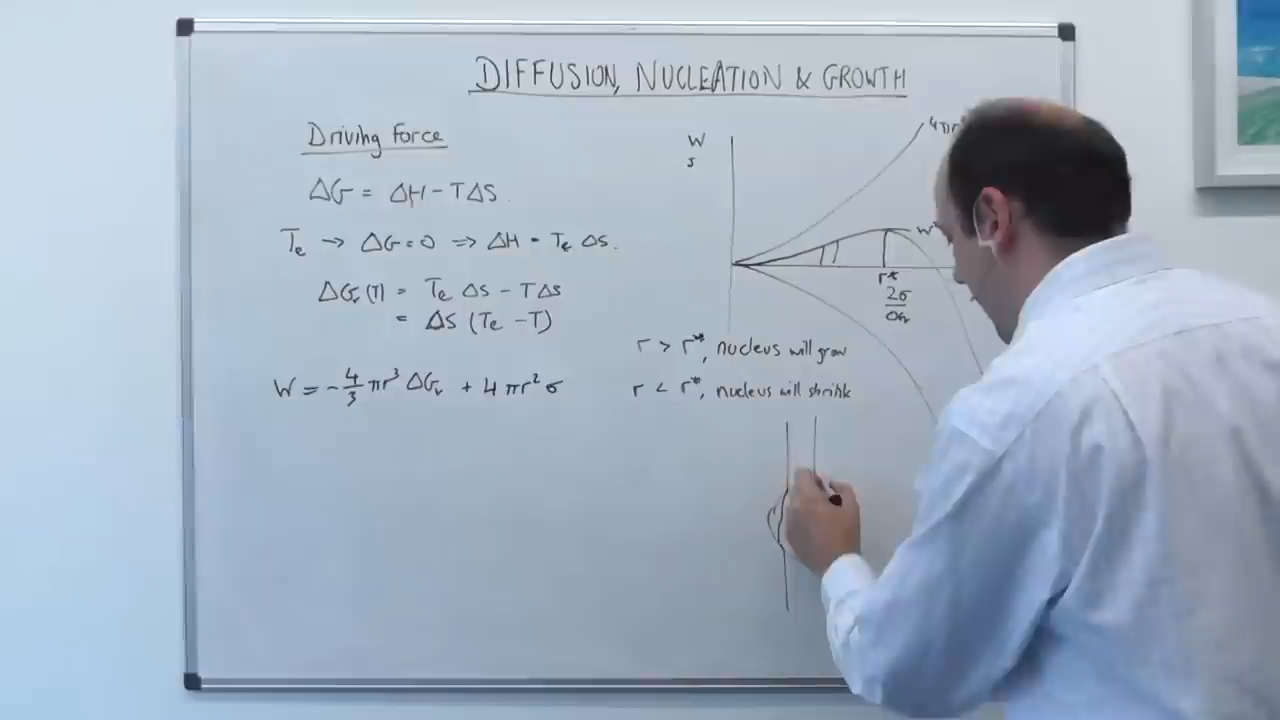 DIFFUSION, NUCLEATION & GROWTH
Driving force
ΔG = ΔH - TΔS.
Te → ΔG = 0 ⇒ ΔH = Te ΔS.
ΔGv(T) = Te ΔS - TΔS
= ΔS (Te - T)
W = -4/3 πr³ ΔGv + 4πr²σ
W
J
4πr
W
r*
2σ/ΔGv
r > r*, nucleus will grow
r < r*, nucleus will shrink